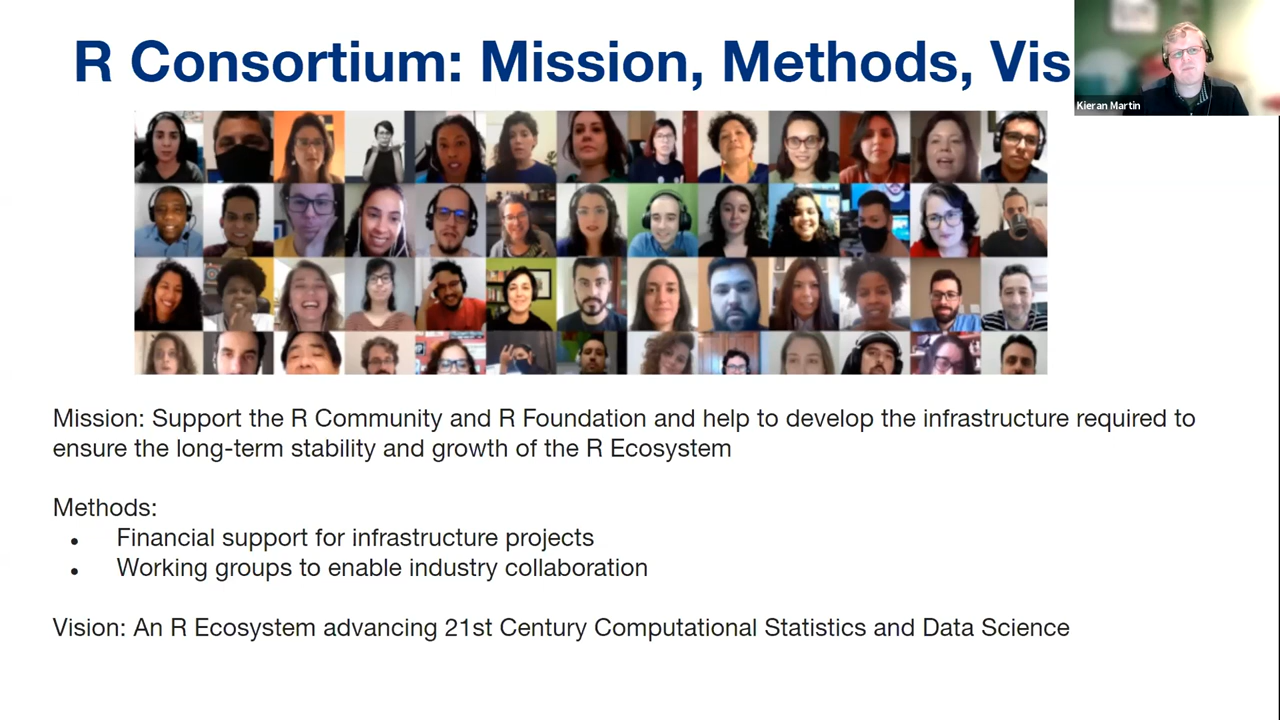 R Consortium: Mission, Methods, Vis
Kieran Martin
Mission: Support the R Community and R Foundation and help to develop the infrastructure required to
ensure the long-term stability and growth of the R Ecosystem
Methods:
• Financial support for infrastructure projects
• Working groups to enable industry collaboration
Vision: An R Ecosystem advancing 21st Century Computational Statistics and Data Science